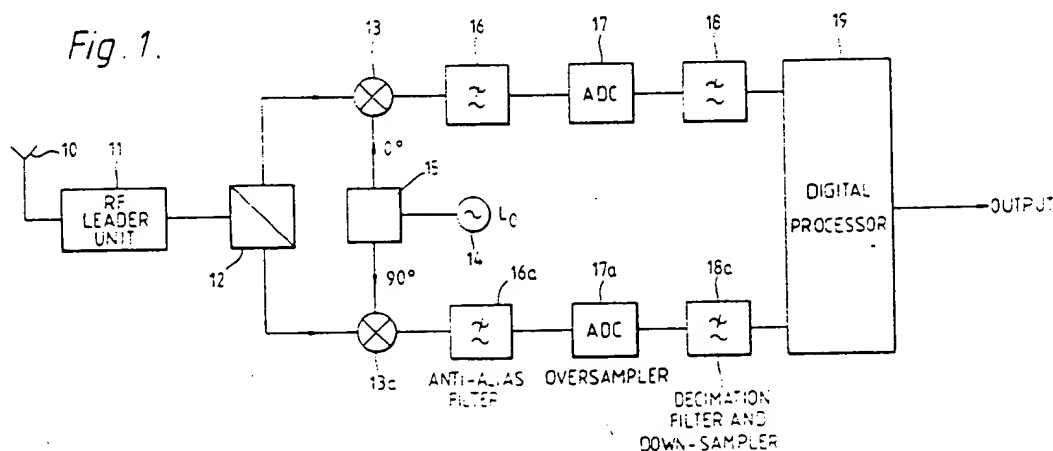 Fig. 1.
13
16
17
18
19
10
11
RF
LEADER
UNIT
12
0°
15
LO
14
90°
ADC
DIGITAL
PROCESSOR
OUTPUT
16a
17a
18a
13a
ADC
ANTI-ALIAS
FILTER
OVERSAMPLER
DECIMATION
FILTER AND
DOWN-SAMPLER